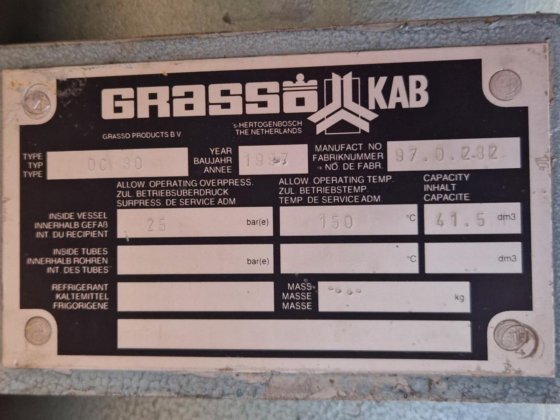 GRASSO KAB
GRASSO PRODUCTS B.V.
's-HERTOGENBOSCH
THE NETHERLANDS
TYPE
TYP
TYPE
YEAR
BAUJAHR
ANNEE
1997
MANUFACT NO
FABRIKNUMMER
NO. DE FABR.
97.0.232
ALLOW OPERATING OVERPRESS.
ZUL BETRIEBSUBERDRUCK
SURPRESS. DE SERVICE ADM
ALLOW. OPERATING TEMP.
ZUL BETRIEBSTEMP.
TEMP. DE SERVICE ADM.
CAPACITY
INHALT
CAPACITE
INSIDE VESSEL
INNERHALB GEFAß
INT. DU RECIPIENT
25 bar(e)
150 °C
41.5 dm3
INSIDE TUBES
INNERHALB ROHREN
INT. DES TUBES
bar(e)
°C
dm3
REFRIGERANT
KALTEMITTEL
FRIGORIGENE
MASS
MASSE
MASSE
kg